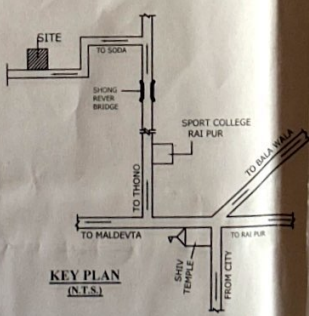 SITE
TO SODA
SHONG
REVER
BRIDGE
SPORT COLLEGE
RAI PUR
TO THONO
TO BALA WALA
TO MALDEVTA
TO RAI PUR
SHIV
TEMPLE
FROM CITY
KEY PLAN
(N.T.S.)